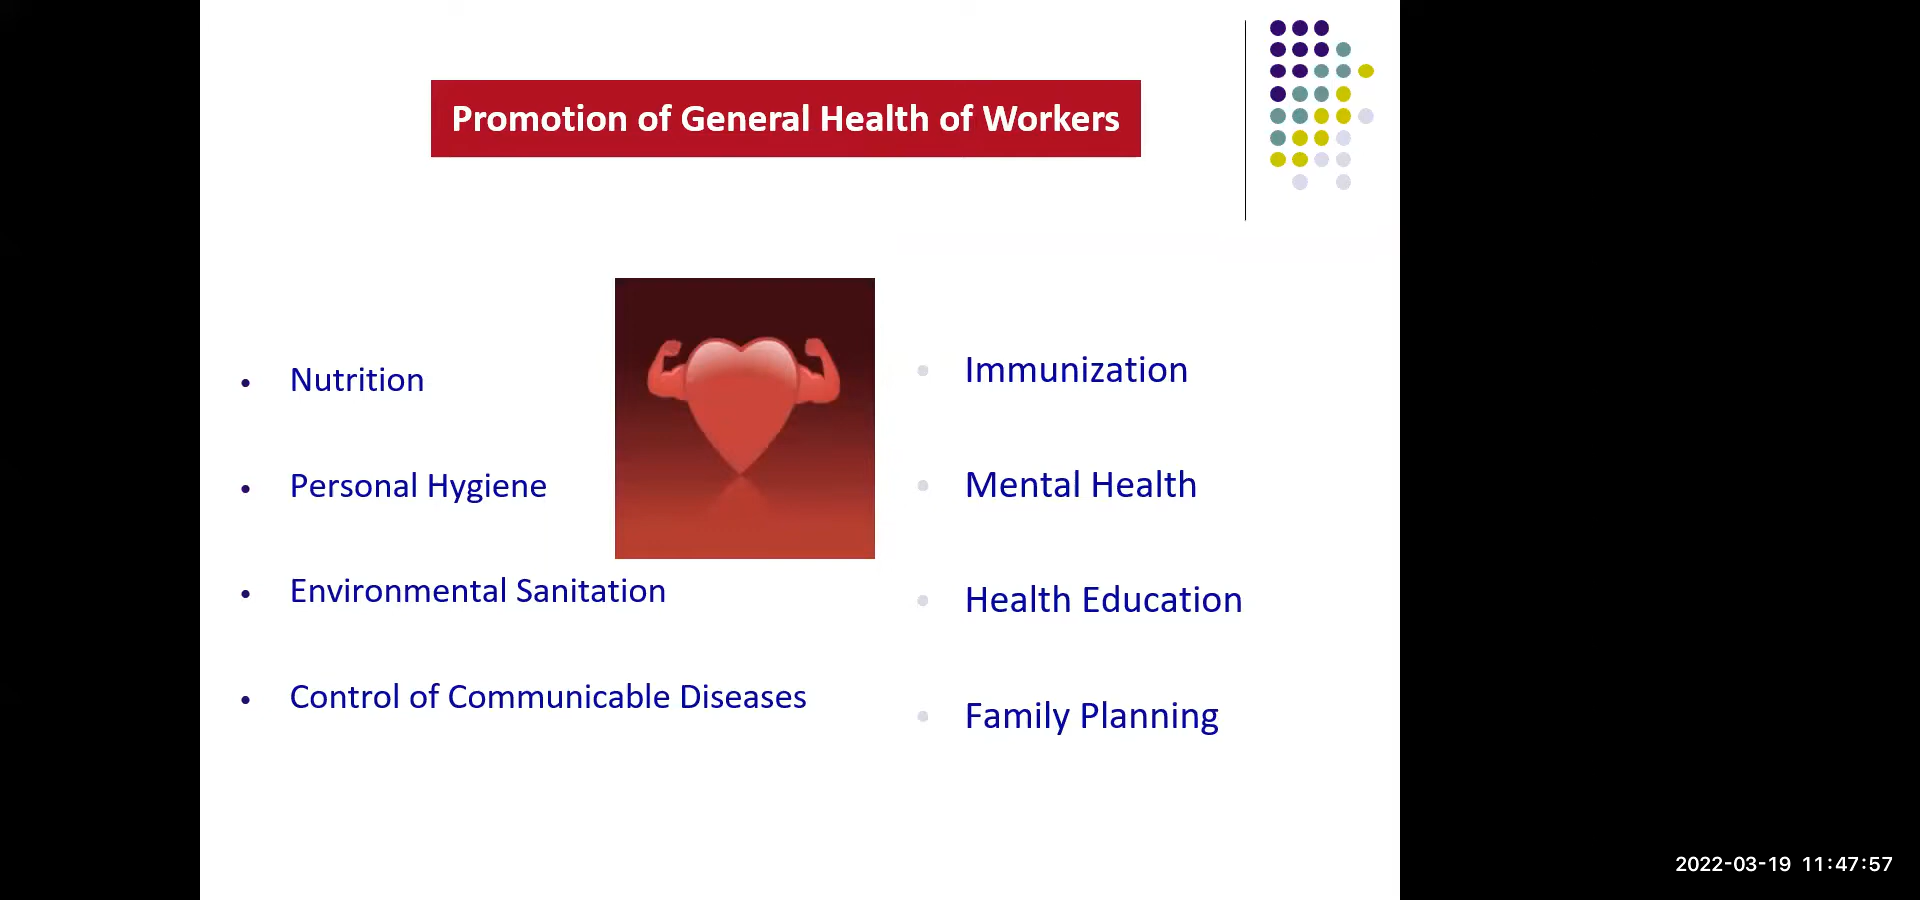 Promotion of General Health of Workers
Nutrition
Personal Hygiene
Environmental Sanitation
Control of Communicable Diseases
Immunization
Mental Health
Health Education
Family Planning
2022-03-19 11:47:57